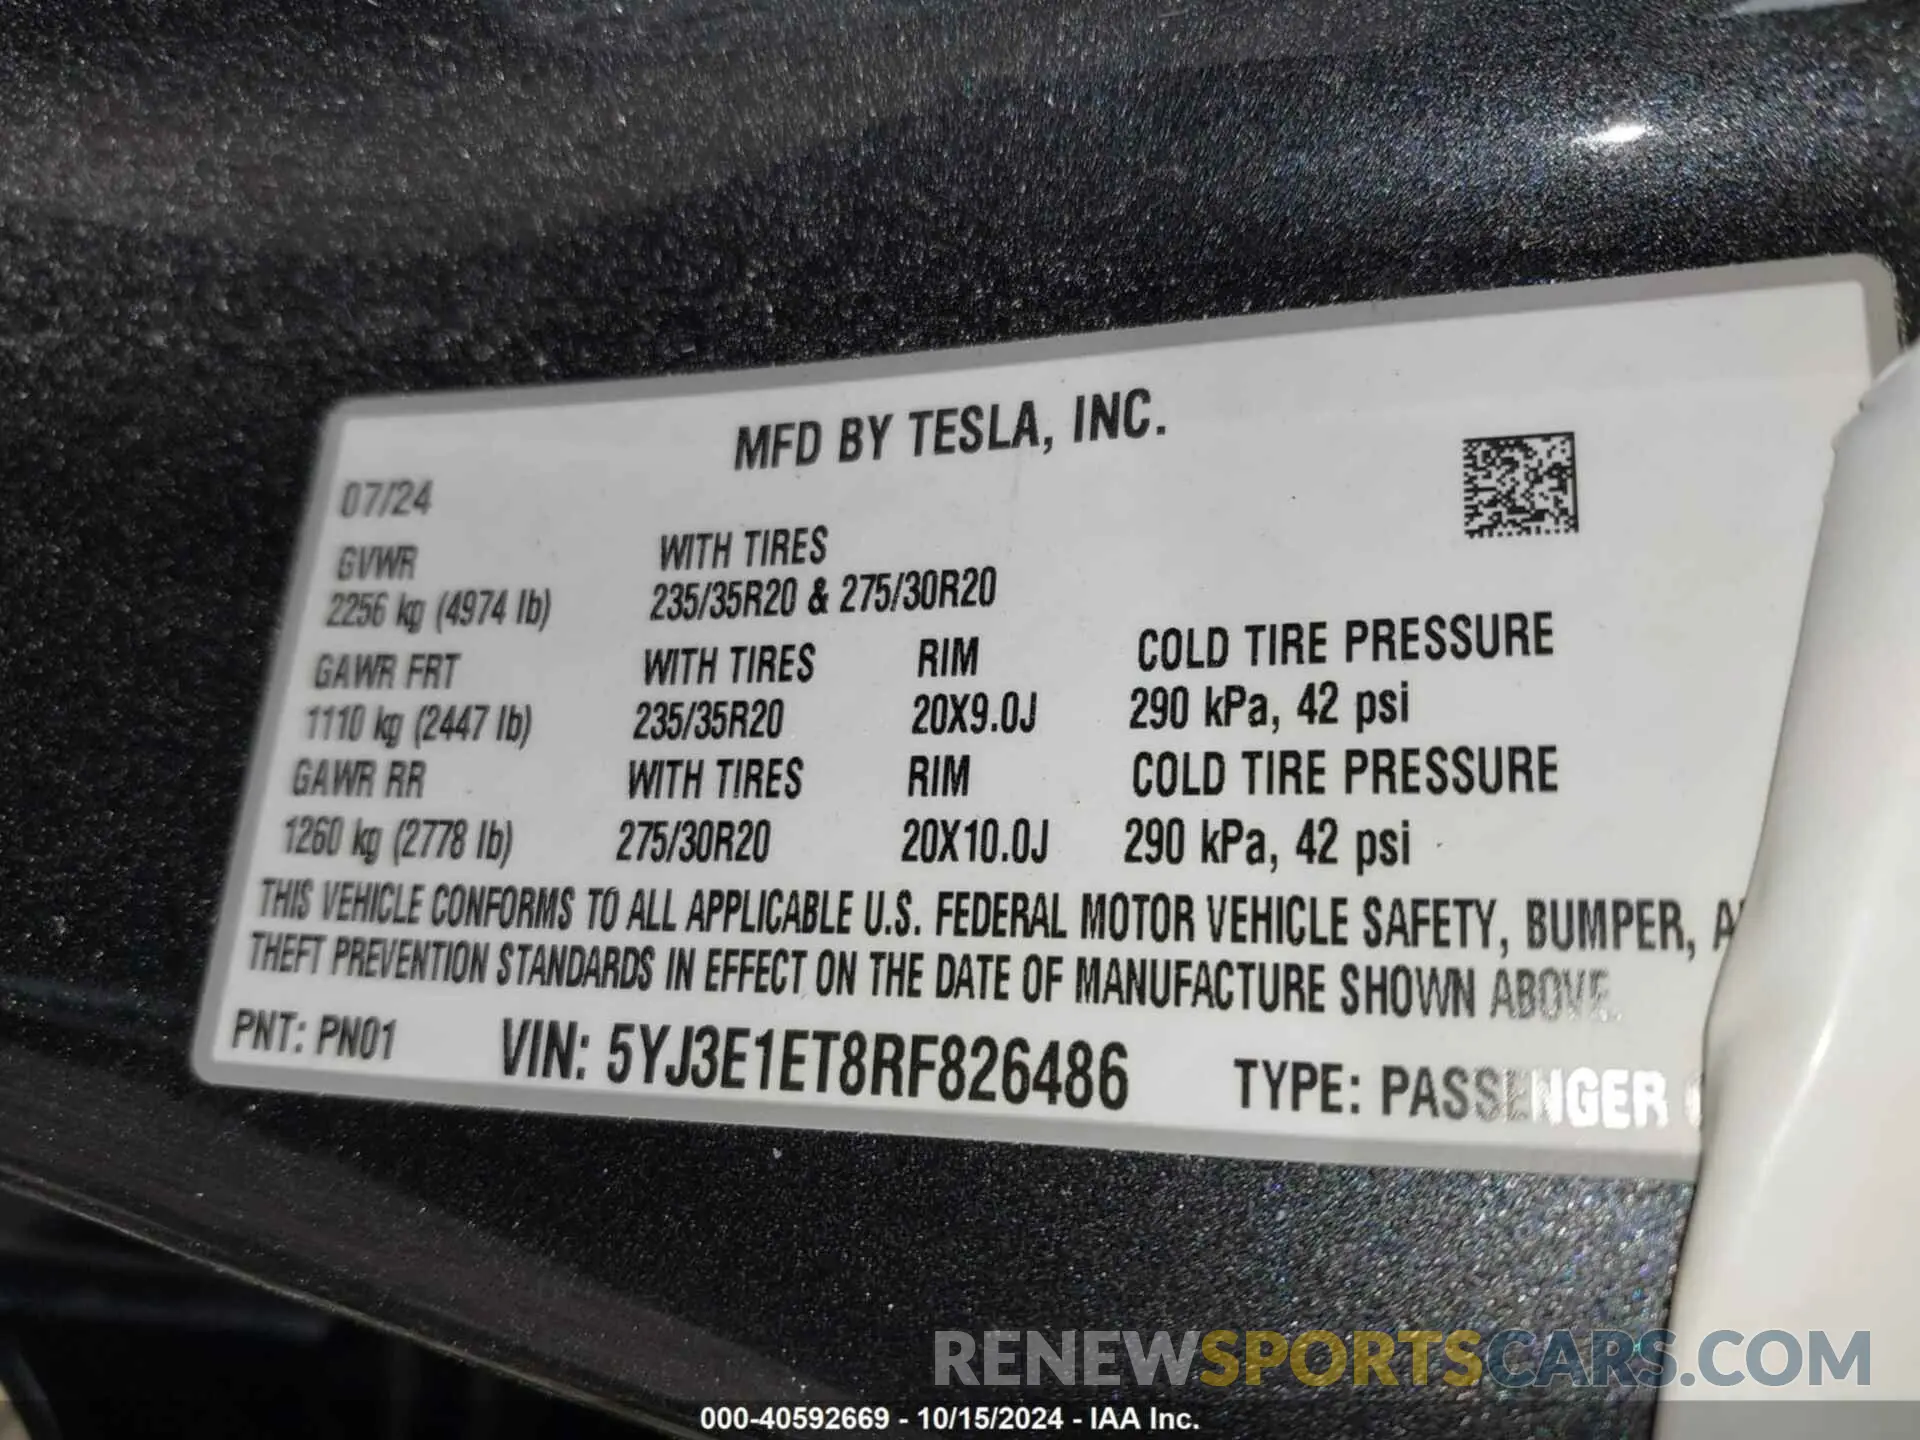 MFD BY TESLA, INC.
07/24
GVWR WITH TIRES
2256 kg (4974 lb) 235/35R20 & 275/30R20
GAWR FRT WITH TIRES RIM COLD TIRE PRESSURE
1110 kg (2447 lb) 235/35R20 20X9.0J 290 kPa, 42 psi
GAWR RR WITH TIRES RIM COLD TIRE PRESSURE
1260 kg (2778 lb) 275/30R20 20X10.0J 290 kPa, 42 psi
THIS VEHICLE CONFORMS TO ALL APPLICABLE U.S. FEDERAL MOTOR VEHICLE SAFETY, BUMPER,
THEFT PREVENTION STANDARDS IN EFFECT ON THE DATE OF MANUFACTURE SHOWN ABOVE.
PNT: PN01 VIN: 5YJ3E1ET8RF826486 TYPE: PASSENGER
RENEWSPORTSCARS.COM
000-40592669 - 10/15/2024 - IAA Inc.